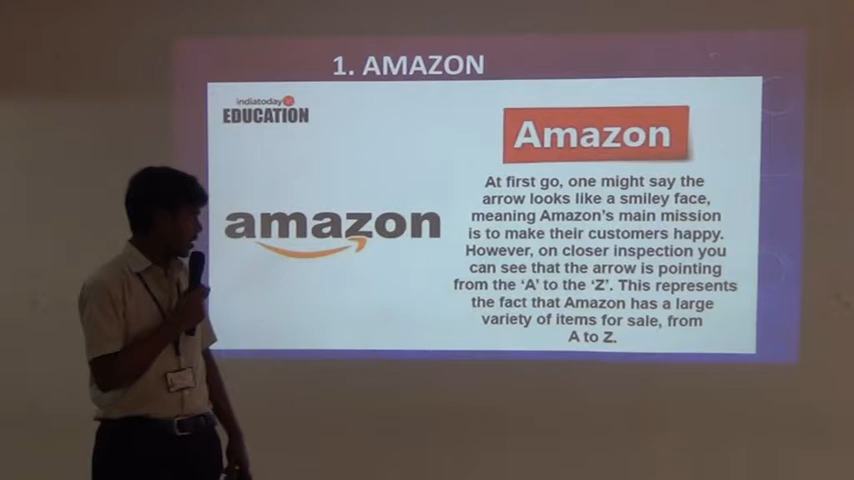 1. AMAZON
indiatoday
EDUCATION
Amazon
amazon
At first go, one might say the
arrow looks like a smiley face,
meaning Amazon's main mission
is to make their customers happy.
However, on closer inspection you
can see that the arrow is pointing
from the 'A' to the 'Z'. This represents
the fact that Amazon has a large
variety of items for sale, from
A to Z.